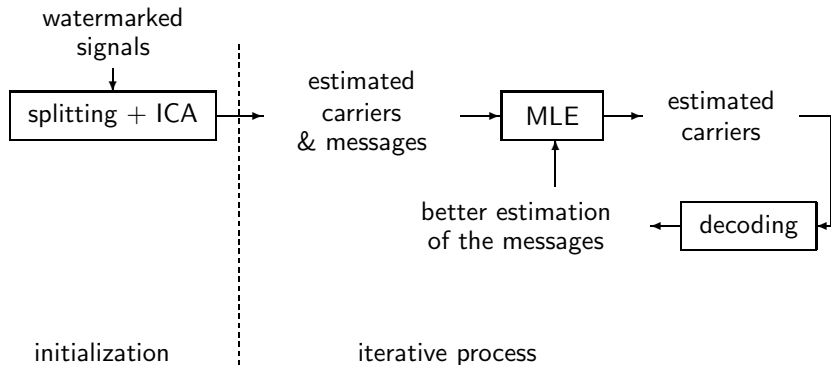 watermarked
signals
splitting + ICA
estimated
carriers
& messages
MLE
estimated
carriers
better estimation
of the messages
decoding
initialization
iterative process